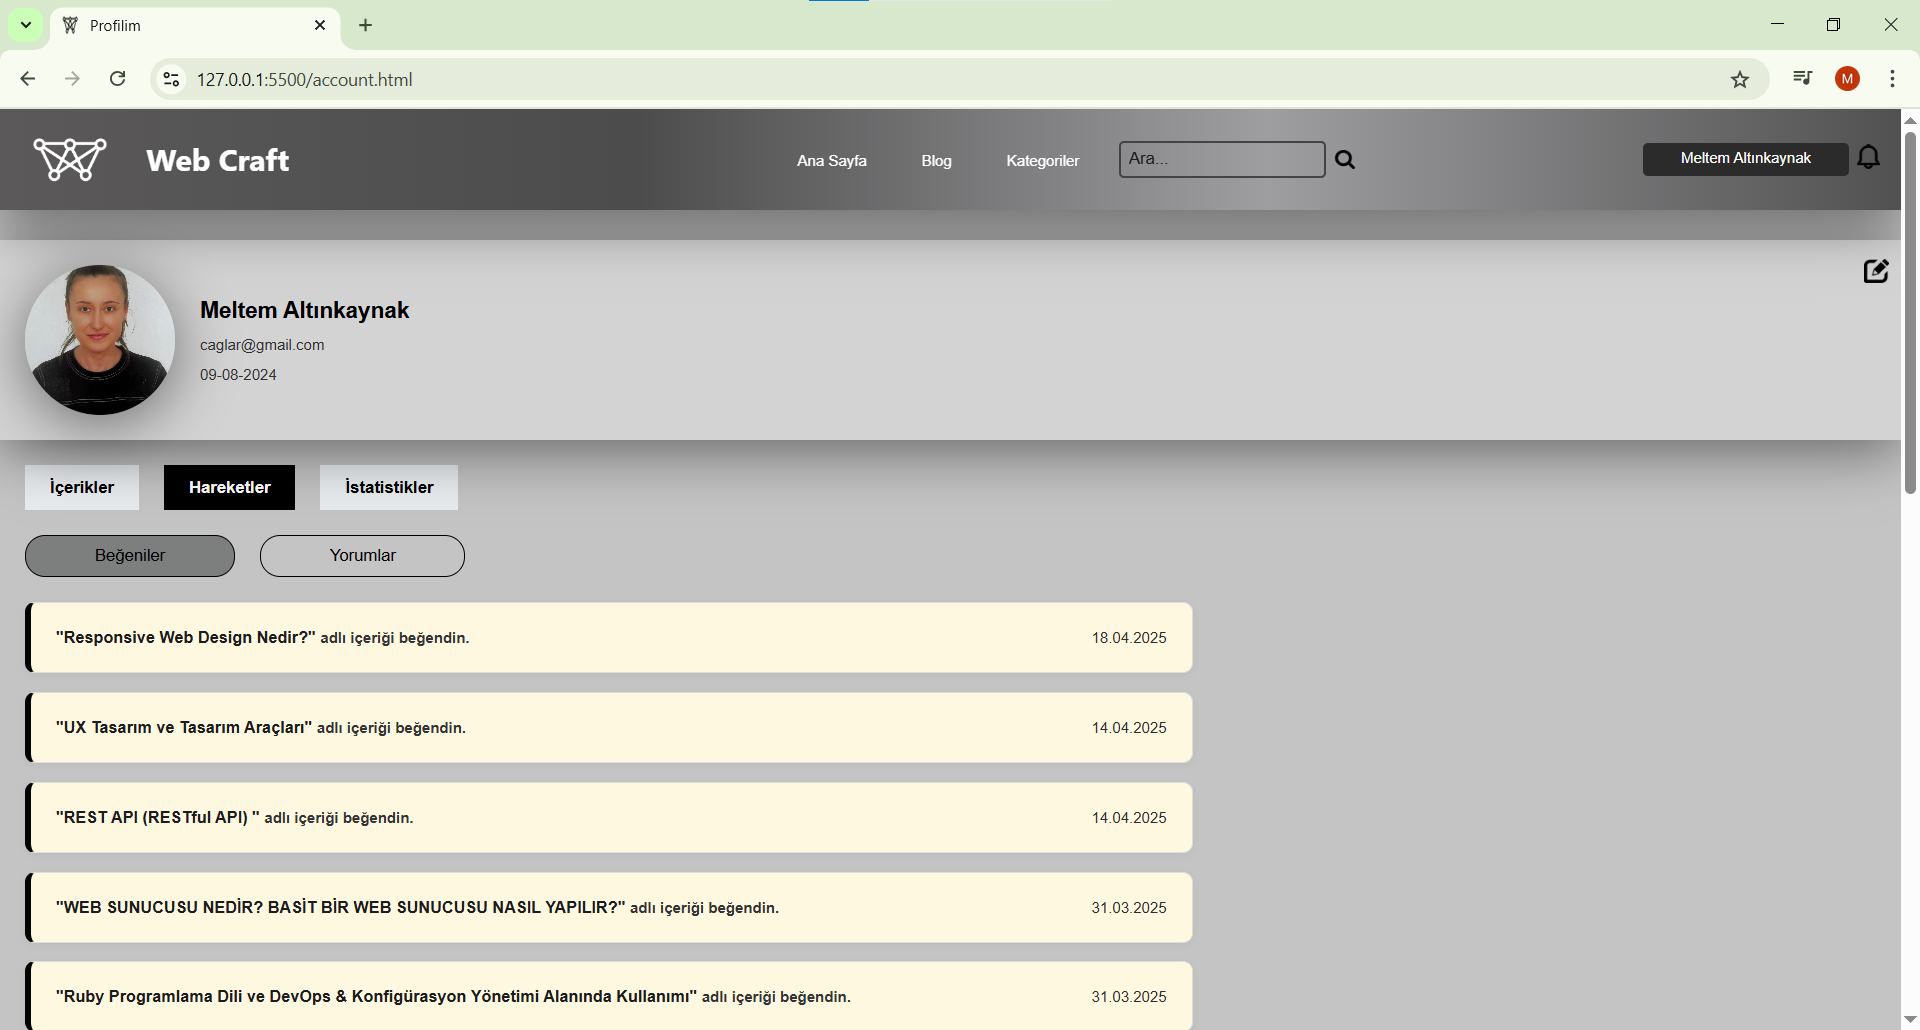 Profilim
127.0.0.1:5500/account.html
M
Web Craft
Ana Sayfa
Blog
Kategoriler
Ara...
Meltem Altınkaynak
Meltem Altınkaynak
caglar@gmail.com
09-08-2024
İçerikler
Hareketler
İstatistikler
Beğeniler
Yorumlar
"Responsive Web Design Nedir?" adlı içeriği beğendin. 18.04.2025
"UX Tasarım ve Tasarım Araçları" adlı içeriği beğendin. 14.04.2025
"REST API (RESTful API) " adlı içeriği beğendin. 14.04.2025
"WEB SUNUCUSU NEDİR? BASİT BİR WEB SUNUCUSU NASIL YAPILIR?" adlı içeriği beğendin. 31.03.2025
"Ruby Programlama Dili ve DevOps & Konfigürasyon Yönetimi Alanında Kullanımı" adlı içeriği beğendin. 31.03.2025